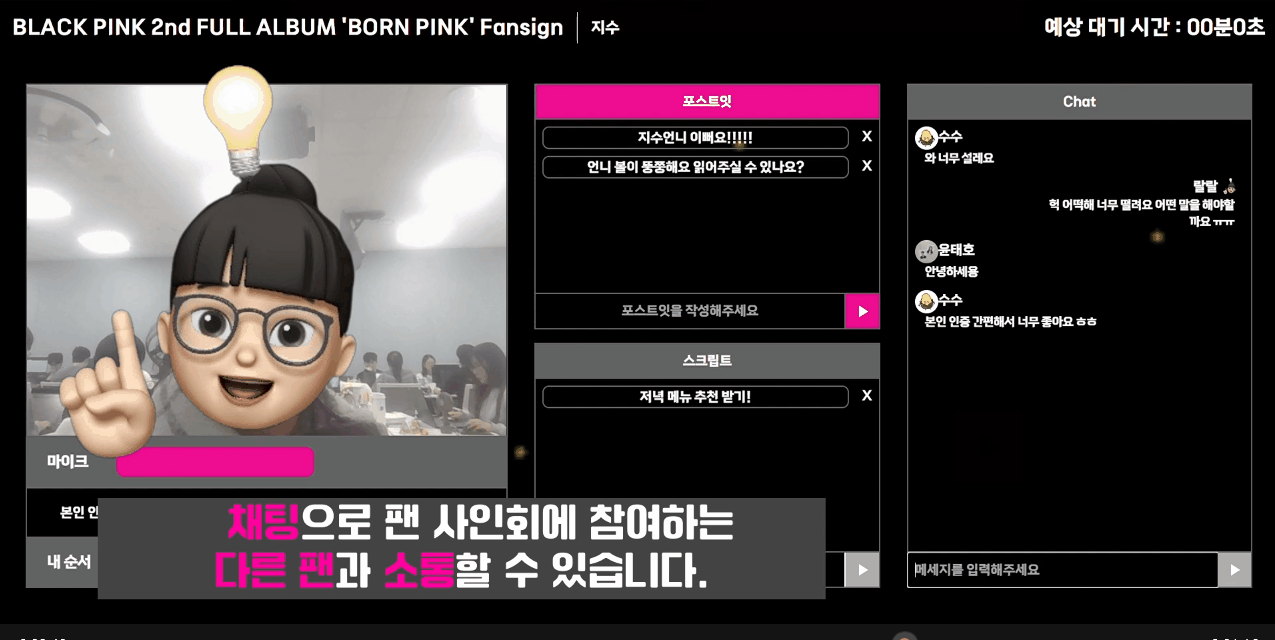 BLACK PINK 2nd FULL ALBUM 'BORN PINK' Fansign
지수
예상 대기 시간 : 00분0초
포스트잇
지수언니 이뻐요!!!!! X
언니 볼이 뚱쭝해요 읽어주실 수 있나요? X
포스트잇을 작성해주세요
스크립트
저녁 메뉴 추천 받기! X
Chat
수수
와 너무 설레요
랄랄
헉 어떡해 너무 떨려요 어떤 말을 해야할
까요 ㅠㅠ
윤태호
안녕하세용
수수
본인 인증 간편해서 너무 좋아요 ㅎㅎ
메세지를 입력해주세요
마이크
본인 인
내 순서
채팅으로 팬 사인회에 참여하는
다른 팬과 소통할 수 있습니다.